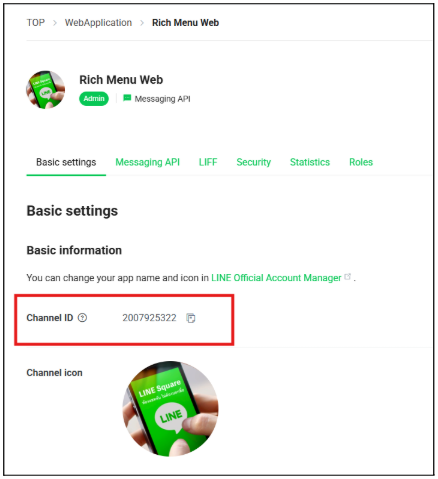 TOP > WebApplication > Rich Menu Web
Rich Menu Web
Admin Messaging API
Basic settings Messaging API LIFF Security Statistics Roles
Basic settings
Basic information
You can change your app name and icon in LINE Official Account Manager .
Channel ID 2007925322
Channel icon
LINE Square
LINE